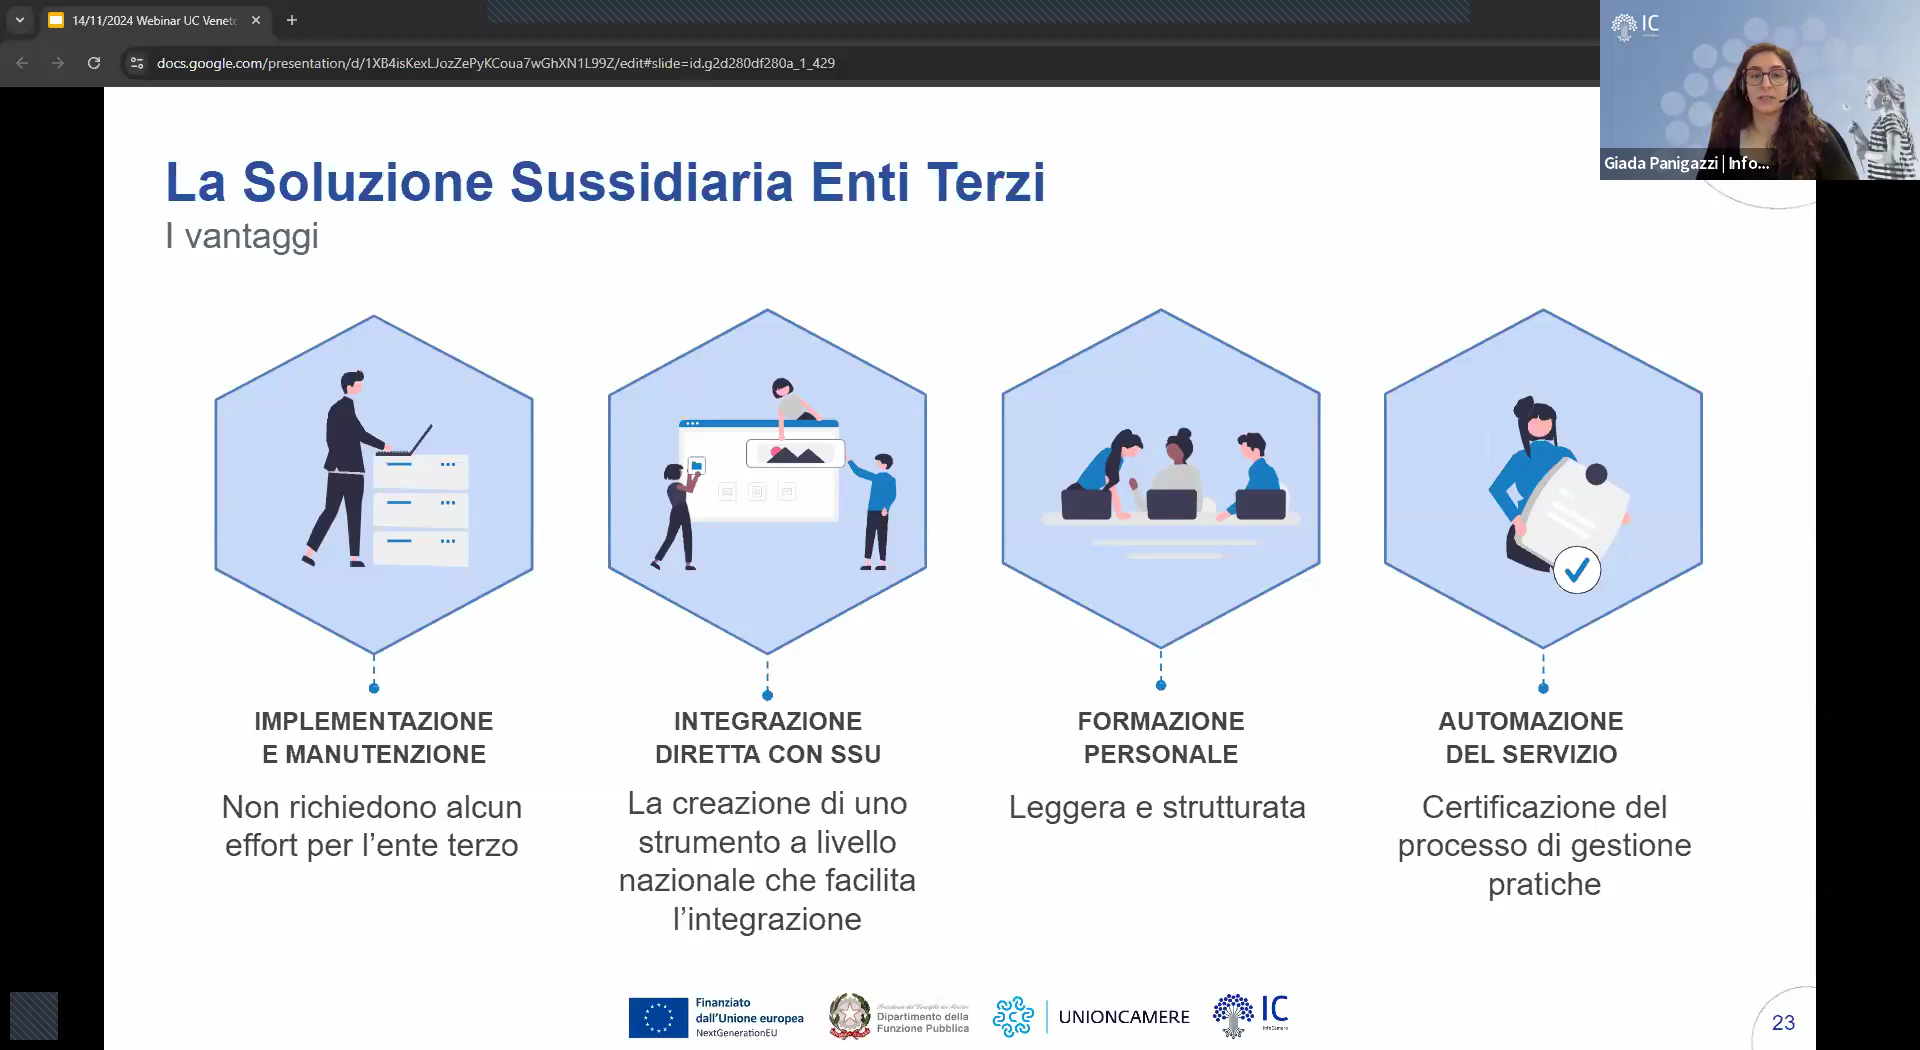 14/11/2024 Webinar UC Venet
docs.google.com/presentation/d/1XB4isKexLJozZePyKCoua7wGhXN1L99Z/edit#slide=id.g2d280df280a_1_429
IC
Giada Panigazzi | Info...
La Soluzione Sussidiaria Enti Terzi
I vantaggi
IMPLEMENTAZIONE
E MANUTENZIONE
Non richiedono alcun
effort per l'ente terzo
INTEGRAZIONE
DIRETTA CON SSU
La creazione di uno
strumento a livello
nazionale che facilita
l'integrazione
FORMAZIONE
PERSONALE
Leggera e strutturata
AUTOMAZIONE
DEL SERVIZIO
Certificazione del
processo di gestione
pratiche
Finanziato
dall'Unione europea
NextGenerationEU
Presidenza del Consiglio dei Ministri
Dipartimento della
Funzione Pubblica
UNIONCAMERE
IC
InfoCamere
23